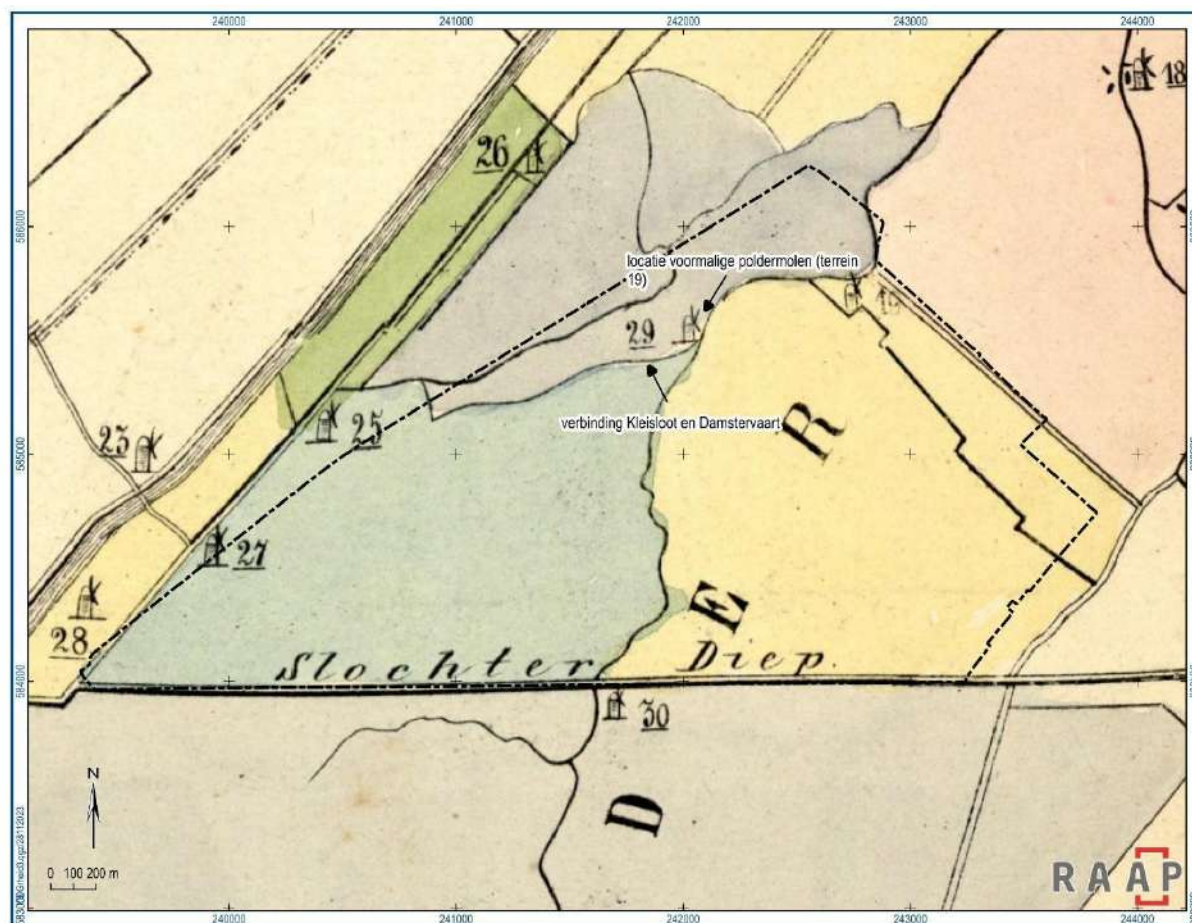 240000 241000 242000 243000 244000
18
26
586000
locatie voormalige poldermolen (terrein
19)
29
verbinding Kleisloot en Damstervaart
R
25
23
585000
27
E
28
Slochter Diep.
584000
30
D
N
0 100 200 m
RAAP
240000 241000 242000 243000 244000